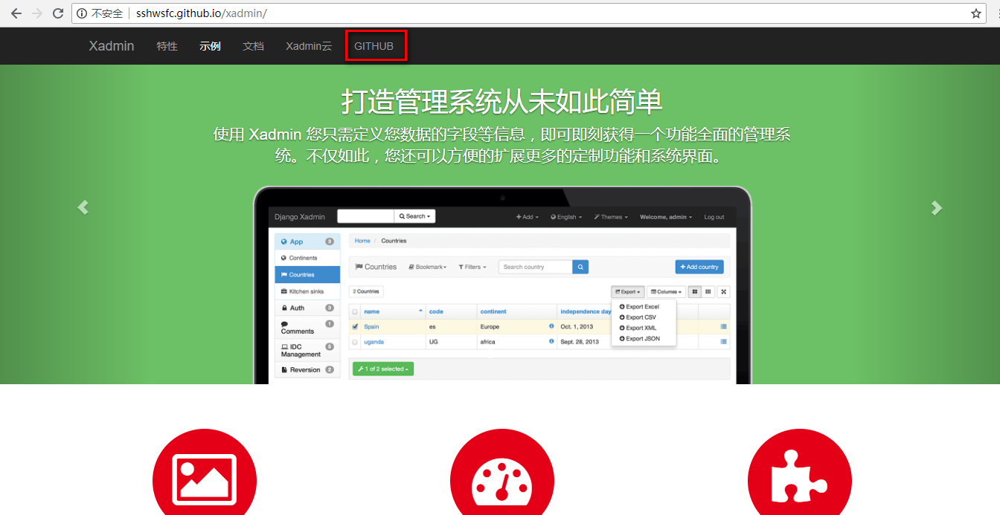 不安全 sshwsfc.github.io/xadmin/
Xadmin 特性 示例 文档 Xadmin云 GITHUB
打造管理系统从未如此简单
使用 Xadmin 您只需定义您数据的字段等信息，即可即刻获得一个功能全面的管理系
统。不仅如此，您还可以方便的扩展更多的定制功能和系统界面。
Django Xadmin Search Add English Themes Welcome, admin Log out
App 3
Continents
Countries
Kitchen sinks
Auth 3
Comments 1
IDC Management 5
Reversion 2
Home / Countries
Countries Bookmark Filters Search country Add country
2 Countries Export Columes
name code continent independence day
Spain es Europe Oct. 1, 2013
uganda UG africa Sept. 28, 2013
Export Excel
Export CSV
Export XML
Export JSON
1 of 2 selected